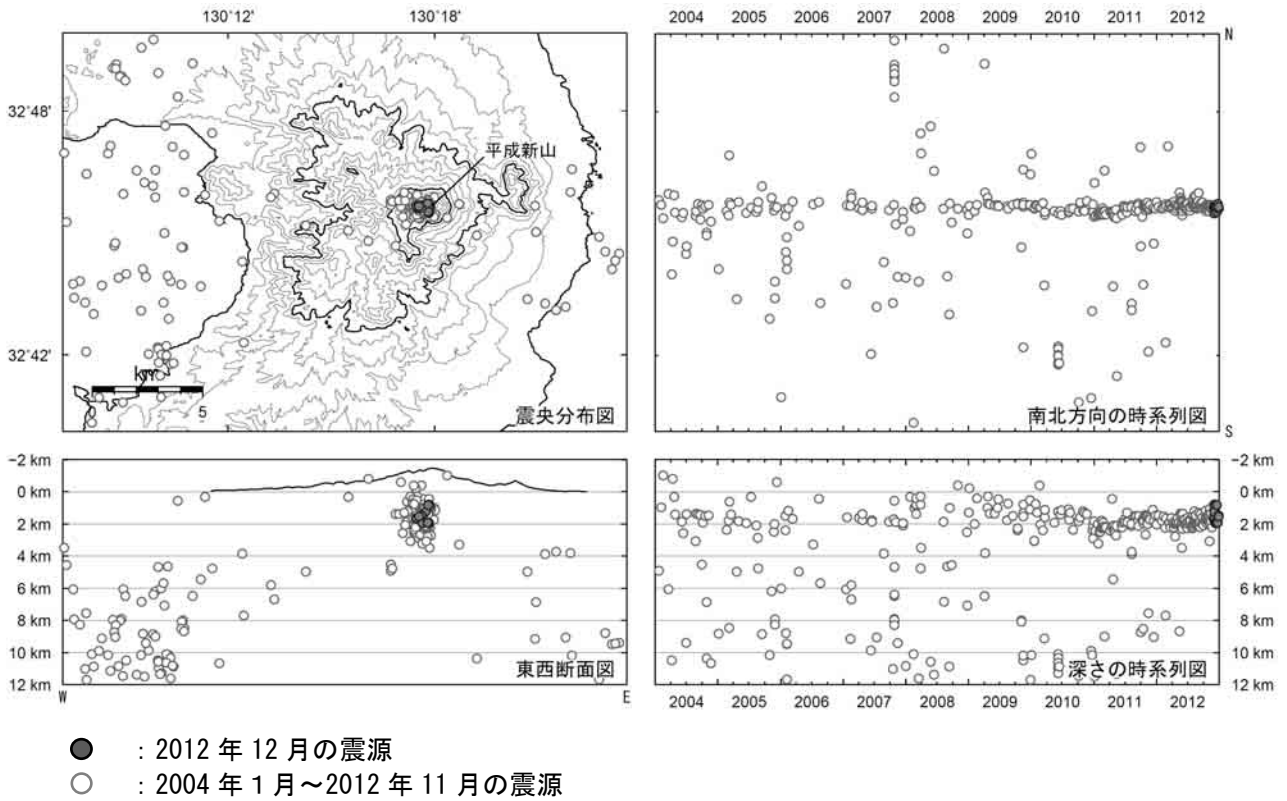 130°12'
130°18'
2004 2005 2006 2007 2008 2009 2010 2011 2012
N
平成新山
32°48'
32°42'
km
5
震央分布図
南北方向の時系列図
S
-2 km
0 km
2 km
4 km
6 km
8 km
10 km
12 km
東西断面図
W
E
深さの時系列図
-2 km
0 km
2 km
4 km
6 km
8 km
10 km
12 km
2004 2005 2006 2007 2008 2009 2010 2011 2012
：2012 年 12 月の震源
：2004 年 1 月～2012 年 11 月の震源